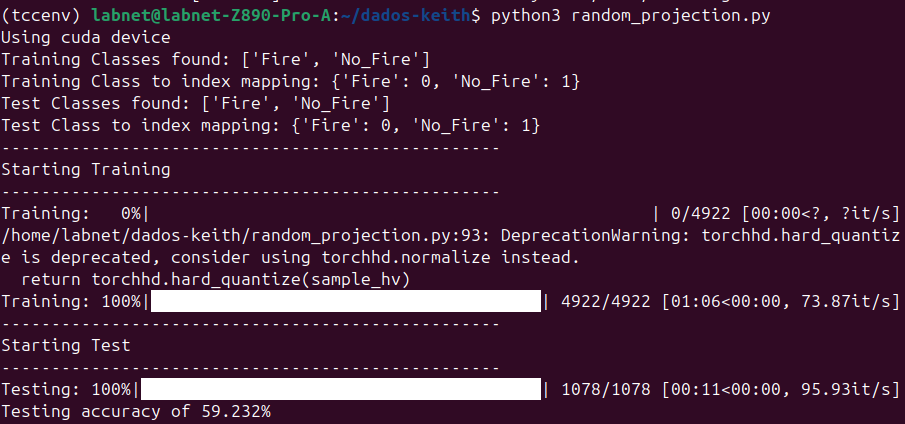 (tccenv) labnet@labnet-Z890-Pro-A:~/dados-keith$ python3 random_projection.py
Using cuda device
Training Classes found: ['Fire', 'No_Fire']
Training Class to index mapping: {'Fire': 0, 'No_Fire': 1}
Test Classes found: ['Fire', 'No_Fire']
Test Class to index mapping: {'Fire': 0, 'No_Fire': 1}
--------------------------------------------------
Starting Training
--------------------------------------------------
Training:   0%|                                                  | 0/4922 [00:00<?, ?it/s]
/home/labnet/dados-keith/random_projection.py:93: DeprecationWarning: torchhd.hard_quantiz
e is deprecated, consider using torchhd.normalize instead.
  return torchhd.hard_quantize(sample_hv)
Training: 100%|███████████████████████████████████████| 4922/4922 [01:06<00:00, 73.87it/s]
--------------------------------------------------
Starting Test
--------------------------------------------------
Testing: 100%|████████████████████████████████████████| 1078/1078 [00:11<00:00, 95.93it/s]
Testing accuracy of 59.232%